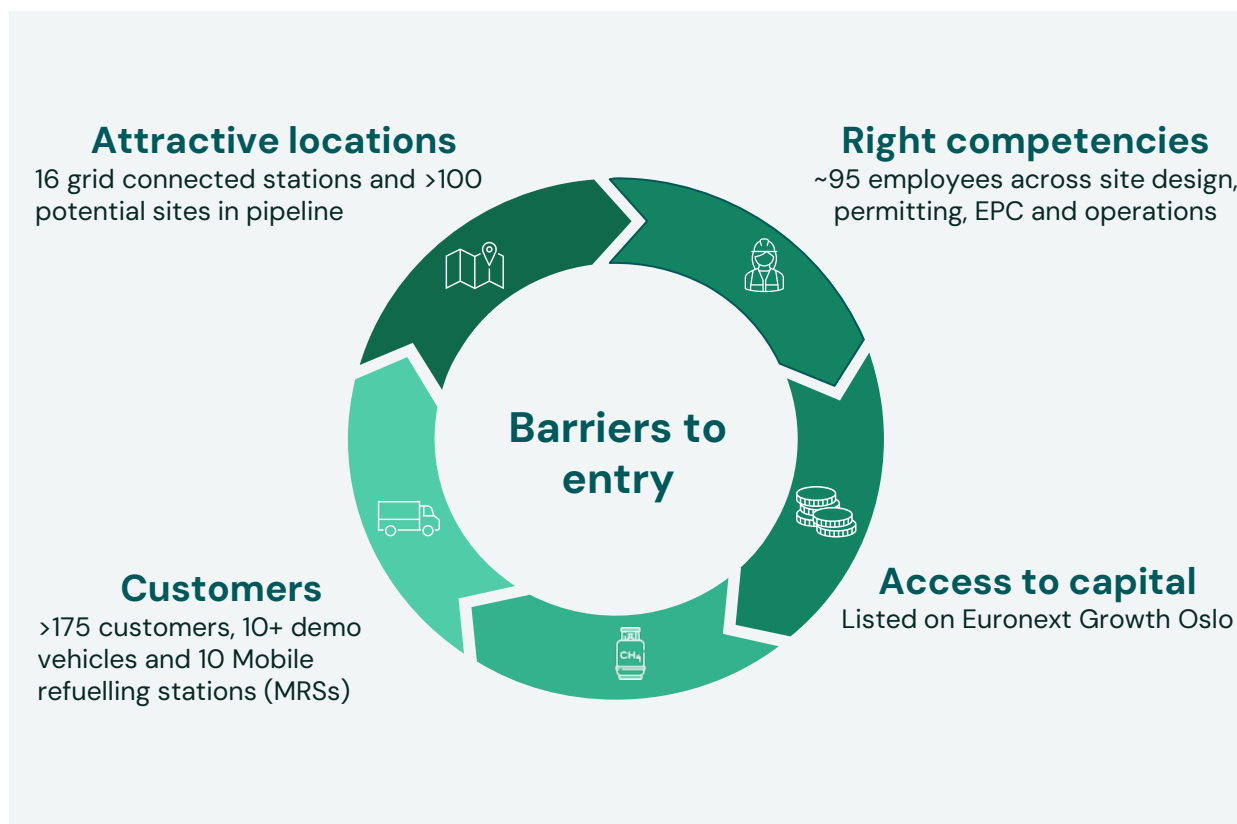 Attractive locations
16 grid connected stations and >100
potential sites in pipeline
Right competencies
~95 employees across site design,
permitting, EPC and operations
Barriers to
entry
CH4
Customers
>175 customers, 10+ demo
vehicles and 10 Mobile
refuelling stations (MRSs)
Access to capital
Listed on Euronext Growth Oslo